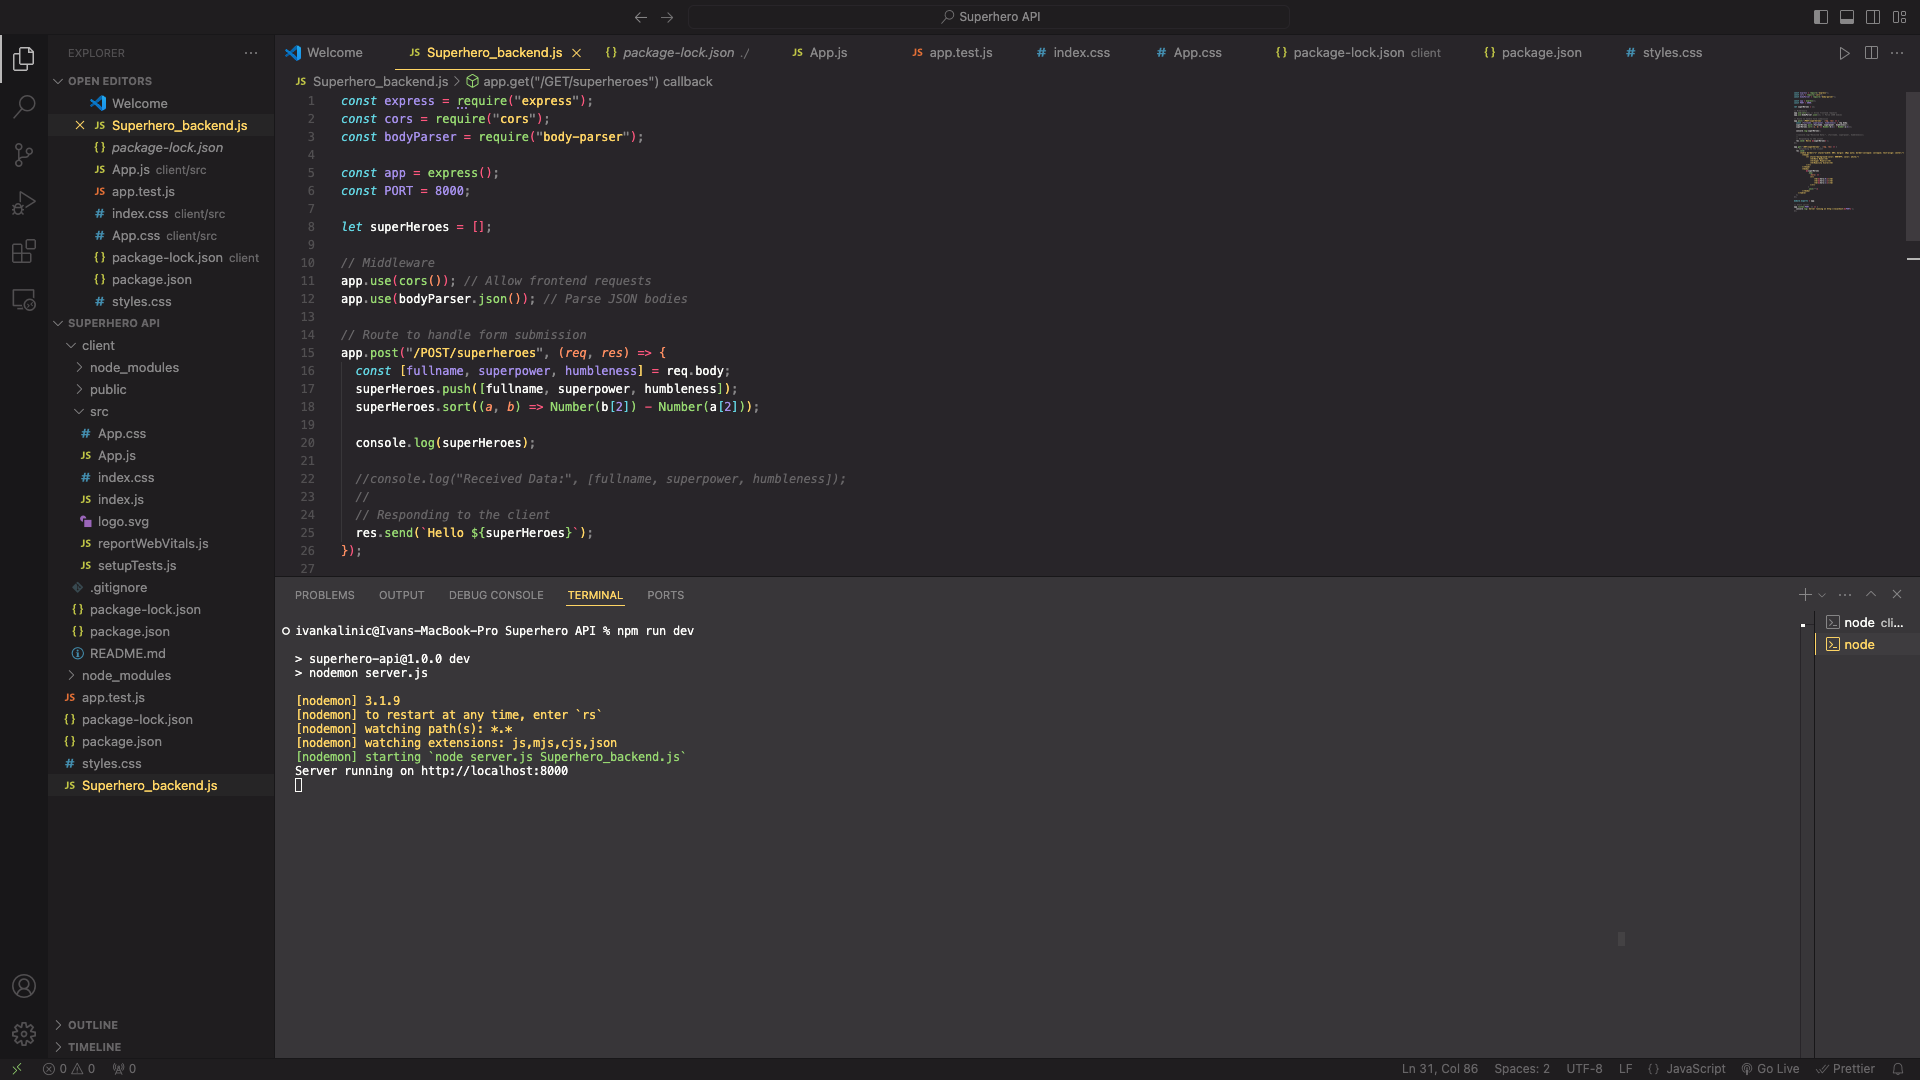 Superhero API
EXPLORER
OPEN EDITORS
Welcome
Superhero_backend.js
package-lock.json
App.js client/src
app.test.js
index.css client/src
App.css client/src
package-lock.json client
package.json
styles.css
SUPERHERO API
client
node_modules
public
src
App.css
App.js
index.css
index.js
logo.svg
reportWebVitals.js
setupTests.js
.gitignore
package-lock.json
package.json
README.md
node_modules
app.test.js
package-lock.json
package.json
styles.css
Superhero_backend.js
OUTLINE
TIMELINE
Welcome JS Superhero_backend.js {} package-lock.json ./ JS App.js JS app.test.js # index.css # App.css {} package-lock.json client {} package.json # styles.css
JS Superhero_backend.js > app.get("/GET/superheroes") callback
1 const express = require("express");
2 const cors = require("cors");
3 const bodyParser = require("body-parser");
4
5 const app = express();
6 const PORT = 8000;
7
8 let superHeroes = [];
9
10 // Middleware
11 app.use(cors()); // Allow frontend requests
12 app.use(bodyParser.json()); // Parse JSON bodies
13
14 // Route to handle form submission
15 app.post("/POST/superheroes", (req, res) => {
16 const [fullname, superpower, humbleness] = req.body;
17 superHeroes.push([fullname, superpower, humbleness]);
18 superHeroes.sort((a, b) => Number(b[2]) - Number(a[2]));
19
20 console.log(superHeroes);
21
22 //console.log("Received Data:", [fullname, superpower, humbleness]);
23 //
24 // Responding to the client
25 res.send(`Hello ${superHeroes}`);
26 });
27
PROBLEMS OUTPUT DEBUG CONSOLE TERMINAL PORTS
ivankalinic@Ivans-MacBook-Pro Superhero API % npm run dev
> superhero-api@1.0.0 dev
> nodemon server.js
[nodemon] 3.1.9
[nodemon] to restart at any time, enter `rs`
[nodemon] watching path(s): *.*
[nodemon] watching extensions: js,mjs,cjs,json
[nodemon] starting `node server.js Superhero_backend.js`
Server running on http://localhost:8000
node cli...
node
0 0 0 Ln 31, Col 86 Spaces: 2 UTF-8 LF {} JavaScript Go Live Prettier